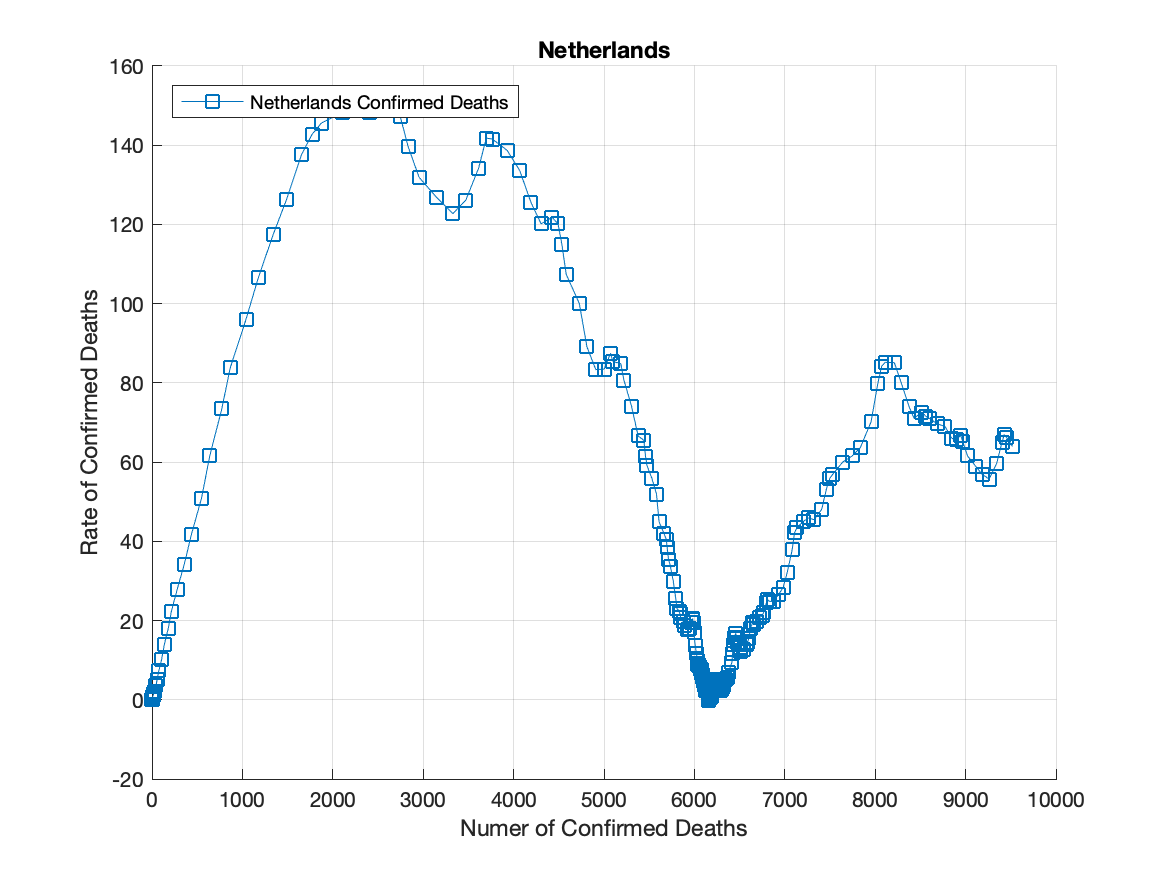 Netherlands
160
Netherlands Confirmed Deaths
140
120
100
80
60
40
20
0
-20
Rate of Confirmed Deaths
0 1000 2000 3000 4000 5000 6000 7000 8000 9000 10000
Numer of Confirmed Deaths